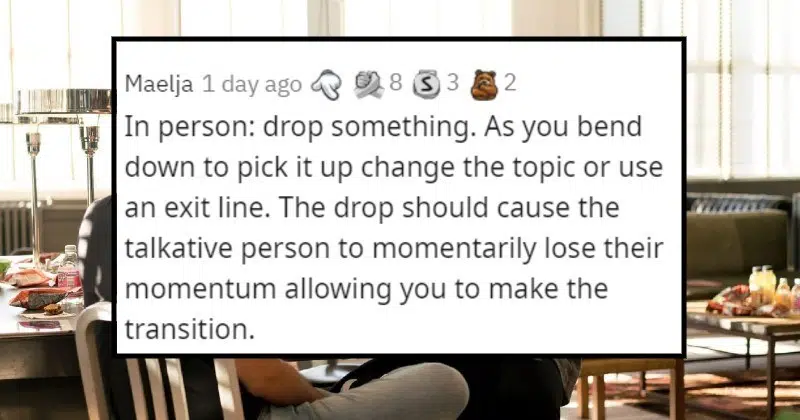 Maelja 1 day ago 8 3 2
In person: drop something. As you bend
down to pick it up change the topic or use
an exit line. The drop should cause the
talkative person to momentarily lose their
momentum allowing you to make the
transition.